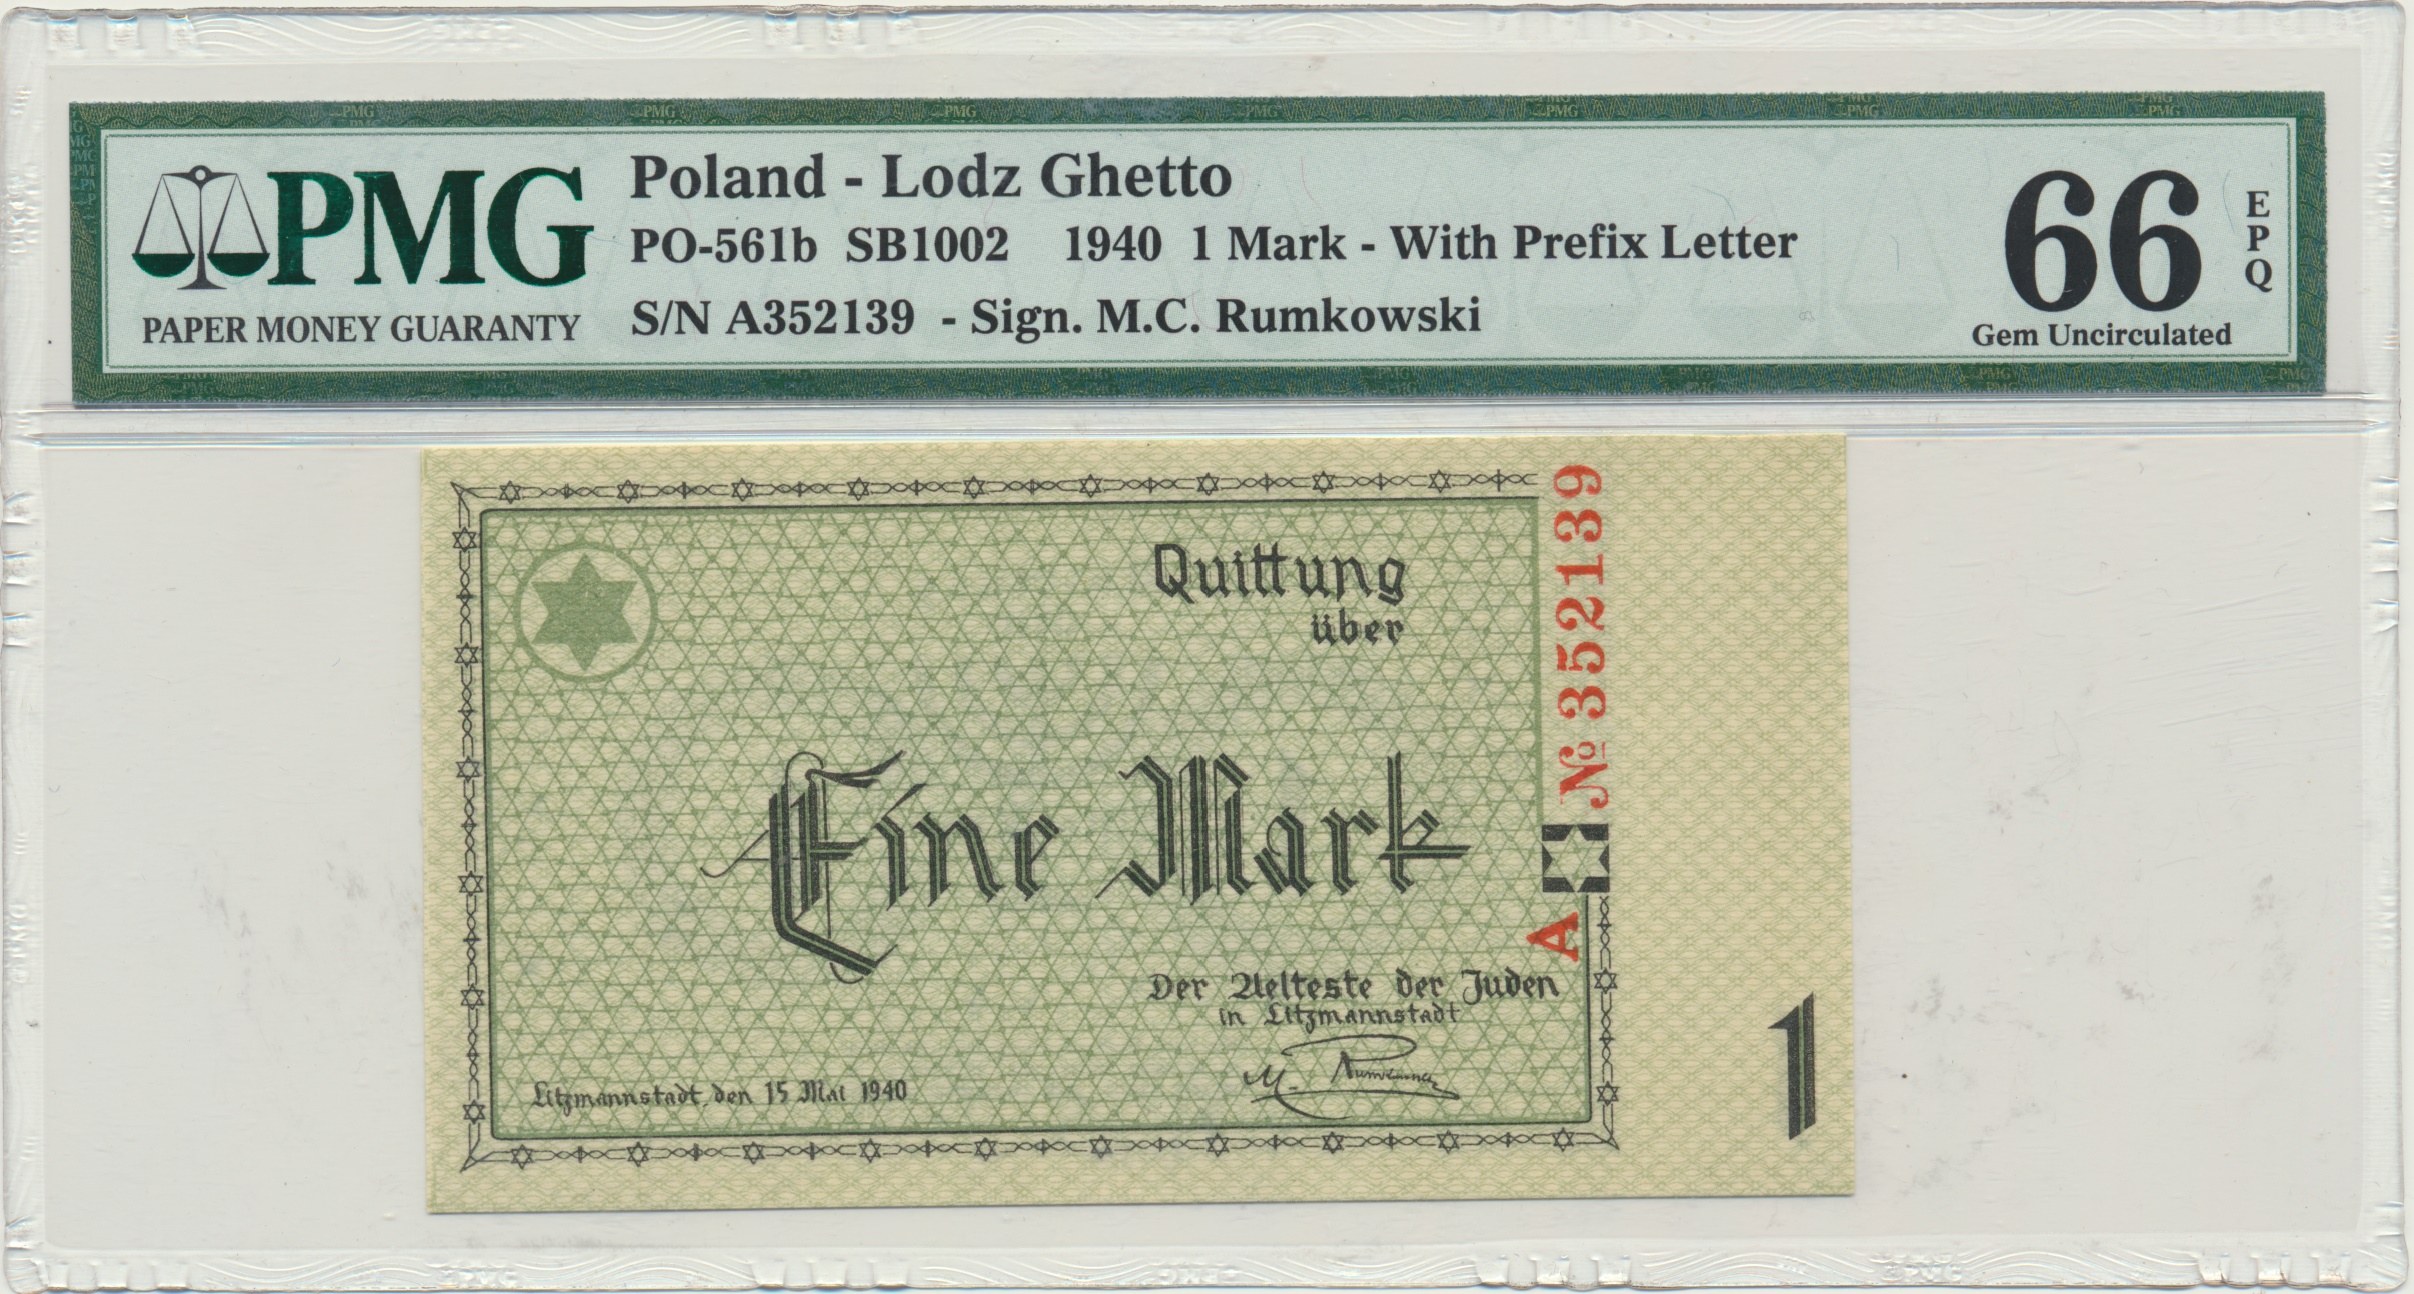 PMG
PAPER MONEY GUARANTY
Poland - Lodz Ghetto
PO-561b SB1002 1940 1 Mark - With Prefix Letter
S/N A352139 - Sign. M.C. Rumkowski
66
EPQ
Gem Uncirculated
Quittung
über
Eine Mark
Der Aelteste der Juden
in Litzmannstadt
M. Rumkowski
Litzmannstadt, den 15 Mai 1940
A № 352139
1